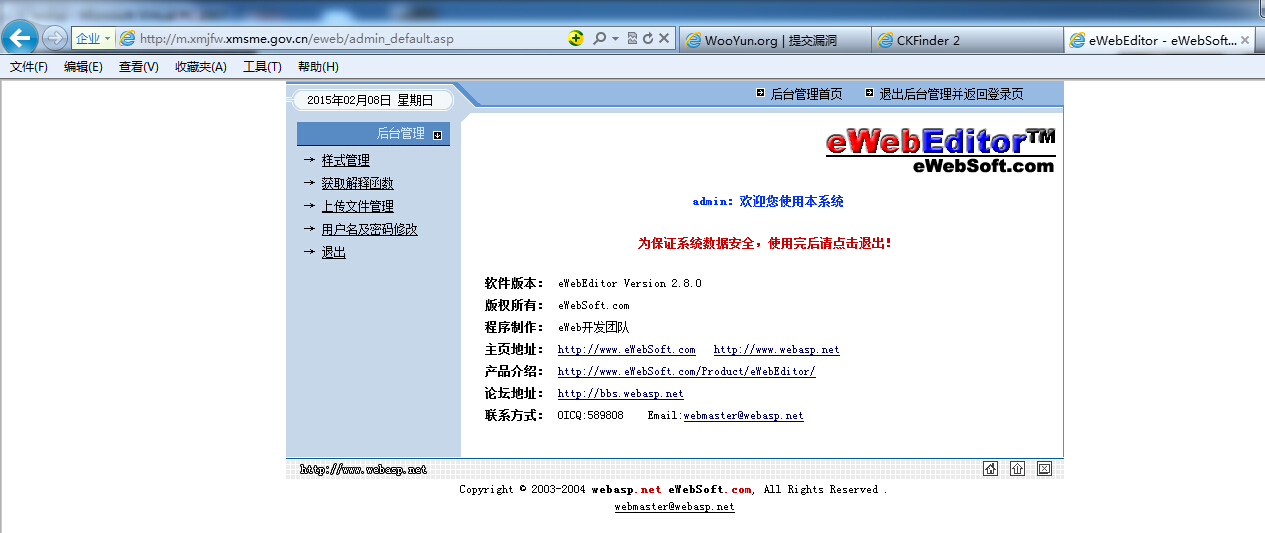 企业 http://m.xmjfw.xmsme.gov.cn/eweb/admin_default.asp WooYun.org | 提交漏洞 CKFinder 2 eWebEditor - eWebSoft...
文件(F) 编辑(E) 查看(V) 收藏夹(A) 工具(T) 帮助(H)
2015年02月08日 星期日 后台管理首页 退出后台管理并返回登录页
后台管理
样式管理
获取解释函数
上传文件管理
用户名及密码修改
退出
eWebEditor™
eWebSoft.com
admin: 欢迎您使用本系统
为保证系统数据安全，使用完后请点击退出！
软件版本： eWebEditor Version 2.8.0
版权所有： eWebSoft.com
程序制作： eWeb开发团队
主页地址： http://www.eWebSoft.com http://www.webasp.net
产品介绍： http://www.eWebSoft.com/Product/eWebEditor/
论坛地址： http://bbs.webasp.net
联系方式： OICQ:589808 Email:webmaster@webasp.net
http://www.webasp.net
Copyright © 2003-2004 webasp.net eWebSoft.com, All Rights Reserved .
webmaster@webasp.net